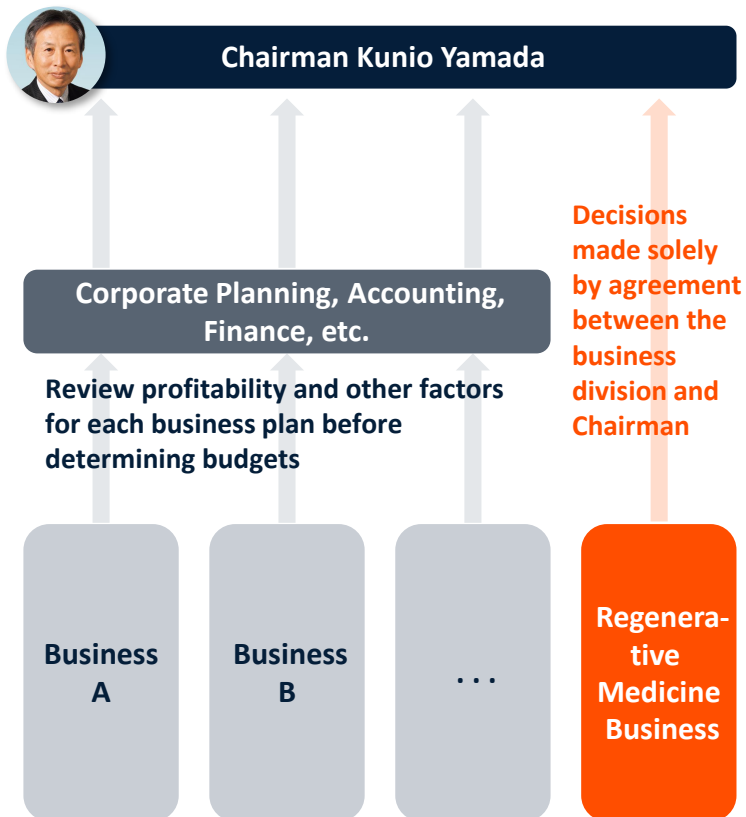 Chairman Kunio Yamada
Decisions
made solely
by agreement
between the
business
division and
Chairman
Corporate Planning, Accounting,
Finance, etc.
Review profitability and other factors
for each business plan before
determining budgets
Business
A
Business
B
...
Regenera-
tive
Medicine
Business